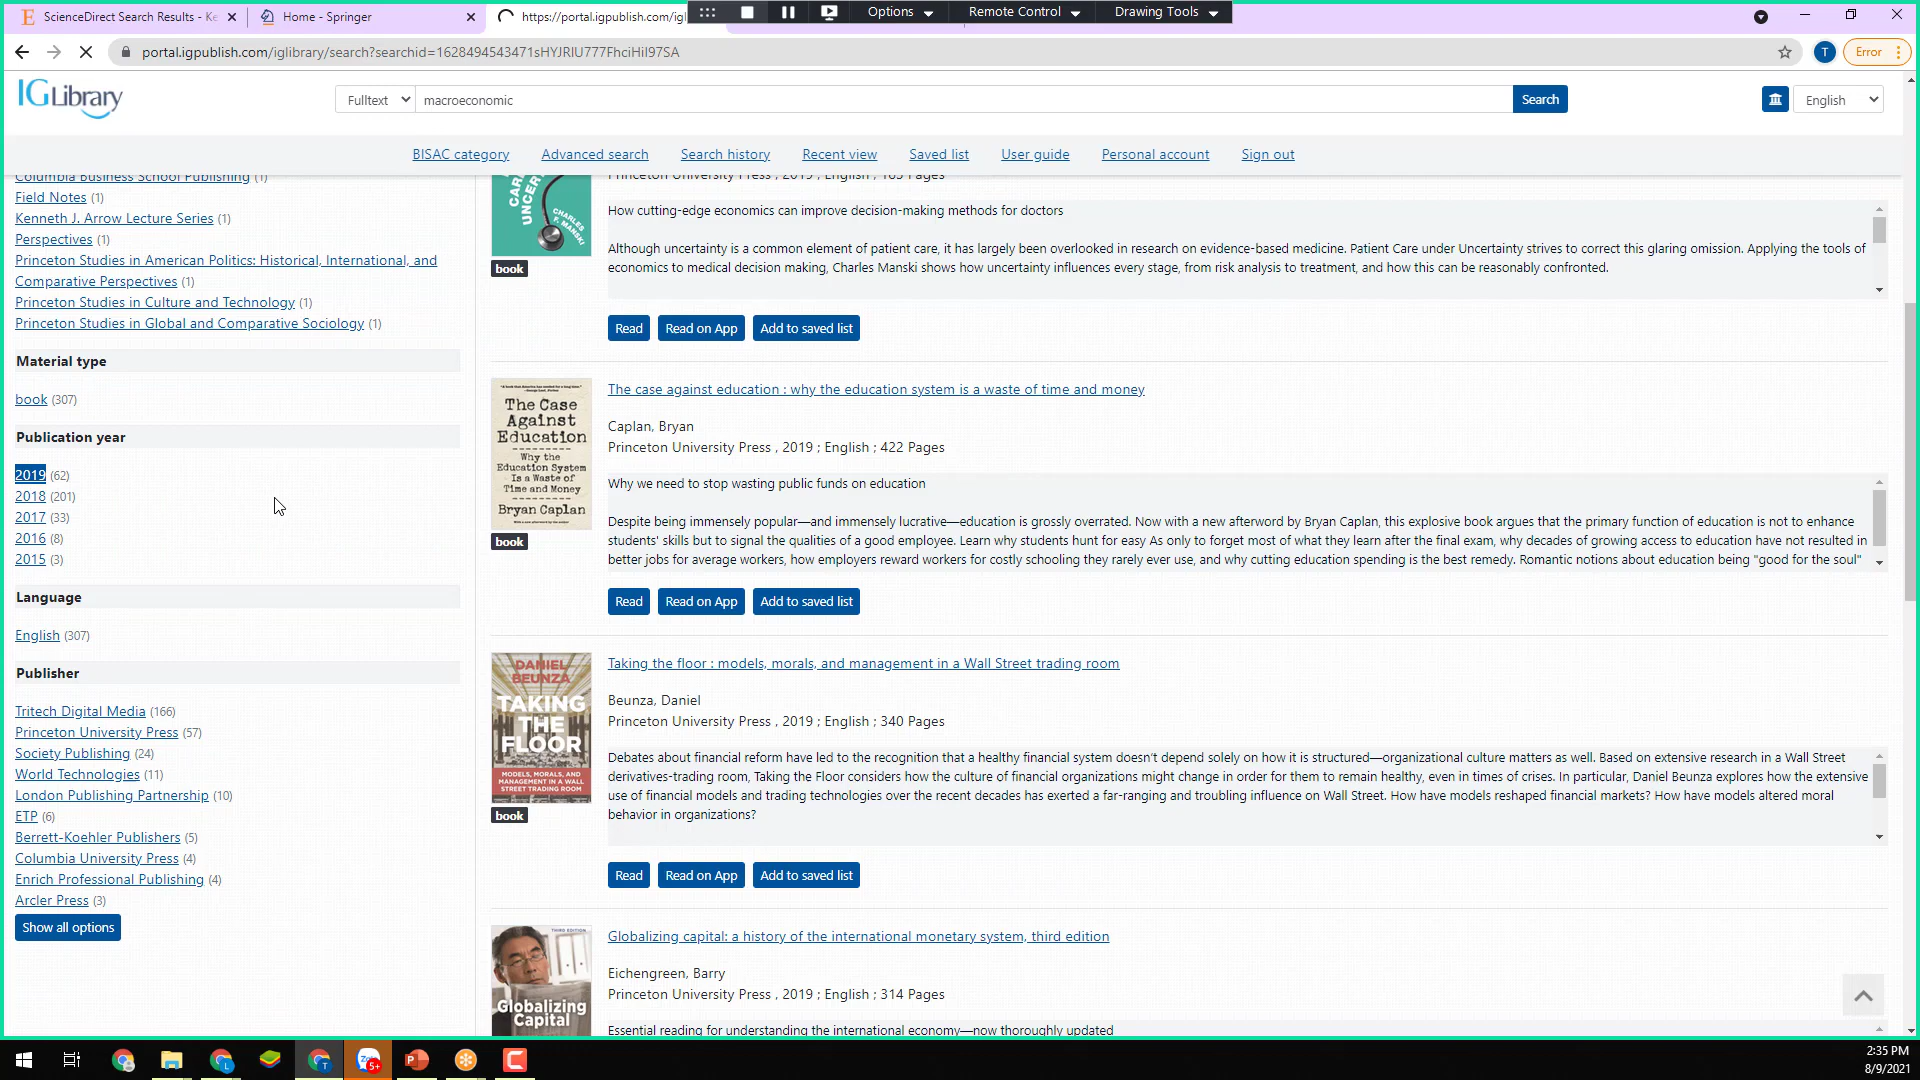 ScienceDirect Search Results - Ke
Home - Springer
https://portal.igpublish.com/igl
Options
Remote Control
Drawing Tools
portal.igpublish.com/iglibrary/search?searchid=1628494543471sHYJRIU777FhciHil97SA
T
Error
IGLibrary
Fulltext
macroeconomic
Search
English
BISAC category
Advanced search
Search history
Recent view
Saved list
User guide
Personal account
Sign out
Columbia Business School Publishing (1)
Field Notes (1)
Kenneth J. Arrow Lecture Series (1)
Perspectives (1)
Princeton Studies in American Politics: Historical, International, and
Comparative Perspectives (1)
Princeton Studies in Culture and Technology (1)
Princeton Studies in Global and Comparative Sociology (1)
Material type
book (307)
Publication year
2019 (62)
2018 (201)
2017 (33)
2016 (8)
2015 (3)
Language
English (307)
Publisher
Tritech Digital Media (166)
Princeton University Press (57)
Society Publishing (24)
World Technologies (11)
London Publishing Partnership (10)
ETP (6)
Berrett-Koehler Publishers (5)
Columbia University Press (4)
Enrich Professional Publishing (4)
Arcler Press (3)
Show all options
CHARLES
F. MANSKI
book
Princeton University Press , 2019 ; English ; 163 Pages
How cutting-edge economics can improve decision-making methods for doctors
Although uncertainty is a common element of patient care, it has largely been overlooked in research on evidence-based medicine. Patient Care under Uncertainty strives to correct this glaring omission. Applying the tools of
economics to medical decision making, Charles Manski shows how uncertainty influences every stage, from risk analysis to treatment, and how this can be reasonably confronted.
Read
Read on App
Add to saved list
The Case
Against
Education
Why the
Education System
Is a Waste of
Time and Money
Bryan Caplan
book
The case against education : why the education system is a waste of time and money
Caplan, Bryan
Princeton University Press , 2019 ; English ; 422 Pages
Why we need to stop wasting public funds on education
Despite being immensely popular—and immensely lucrative—education is grossly overrated. Now with a new afterword by Bryan Caplan, this explosive book argues that the primary function of education is not to enhance
students' skills but to signal the qualities of a good employee. Learn why students hunt for easy As only to forget most of what they learn after the final exam, why decades of growing access to education have not resulted in
better jobs for average workers, how employers reward workers for costly schooling they rarely ever use, and why cutting education spending is the best remedy. Romantic notions about education being "good for the soul"
Read
Read on App
Add to saved list
DANIEL
BEUNZA
TAKING
THE
FLOOR
MODELS, MORALS, AND
MANAGEMENT IN A WALL
STREET TRADING ROOM
book
Taking the floor : models, morals, and management in a Wall Street trading room
Beunza, Daniel
Princeton University Press , 2019 ; English ; 340 Pages
Debates about financial reform have led to the recognition that a healthy financial system doesn't depend solely on how it is structured—organizational culture matters as well. Based on extensive research in a Wall Street
derivatives-trading room, Taking the Floor considers how the culture of financial organizations might change in order for them to remain healthy, even in times of crises. In particular, Daniel Beunza explores how the extensive
use of financial models and trading technologies over the recent decades has exerted a far-ranging and troubling influence on Wall Street. How have models reshaped financial markets? How have models altered moral
behavior in organizations?
Read
Read on App
Add to saved list
THIRD EDITION
Globalizing
Capital
Globalizing capital: a history of the international monetary system, third edition
Eichengreen, Barry
Princeton University Press , 2019 ; English ; 314 Pages
Essential reading for understanding the international economy—now thoroughly updated
2:35 PM
8/9/2021